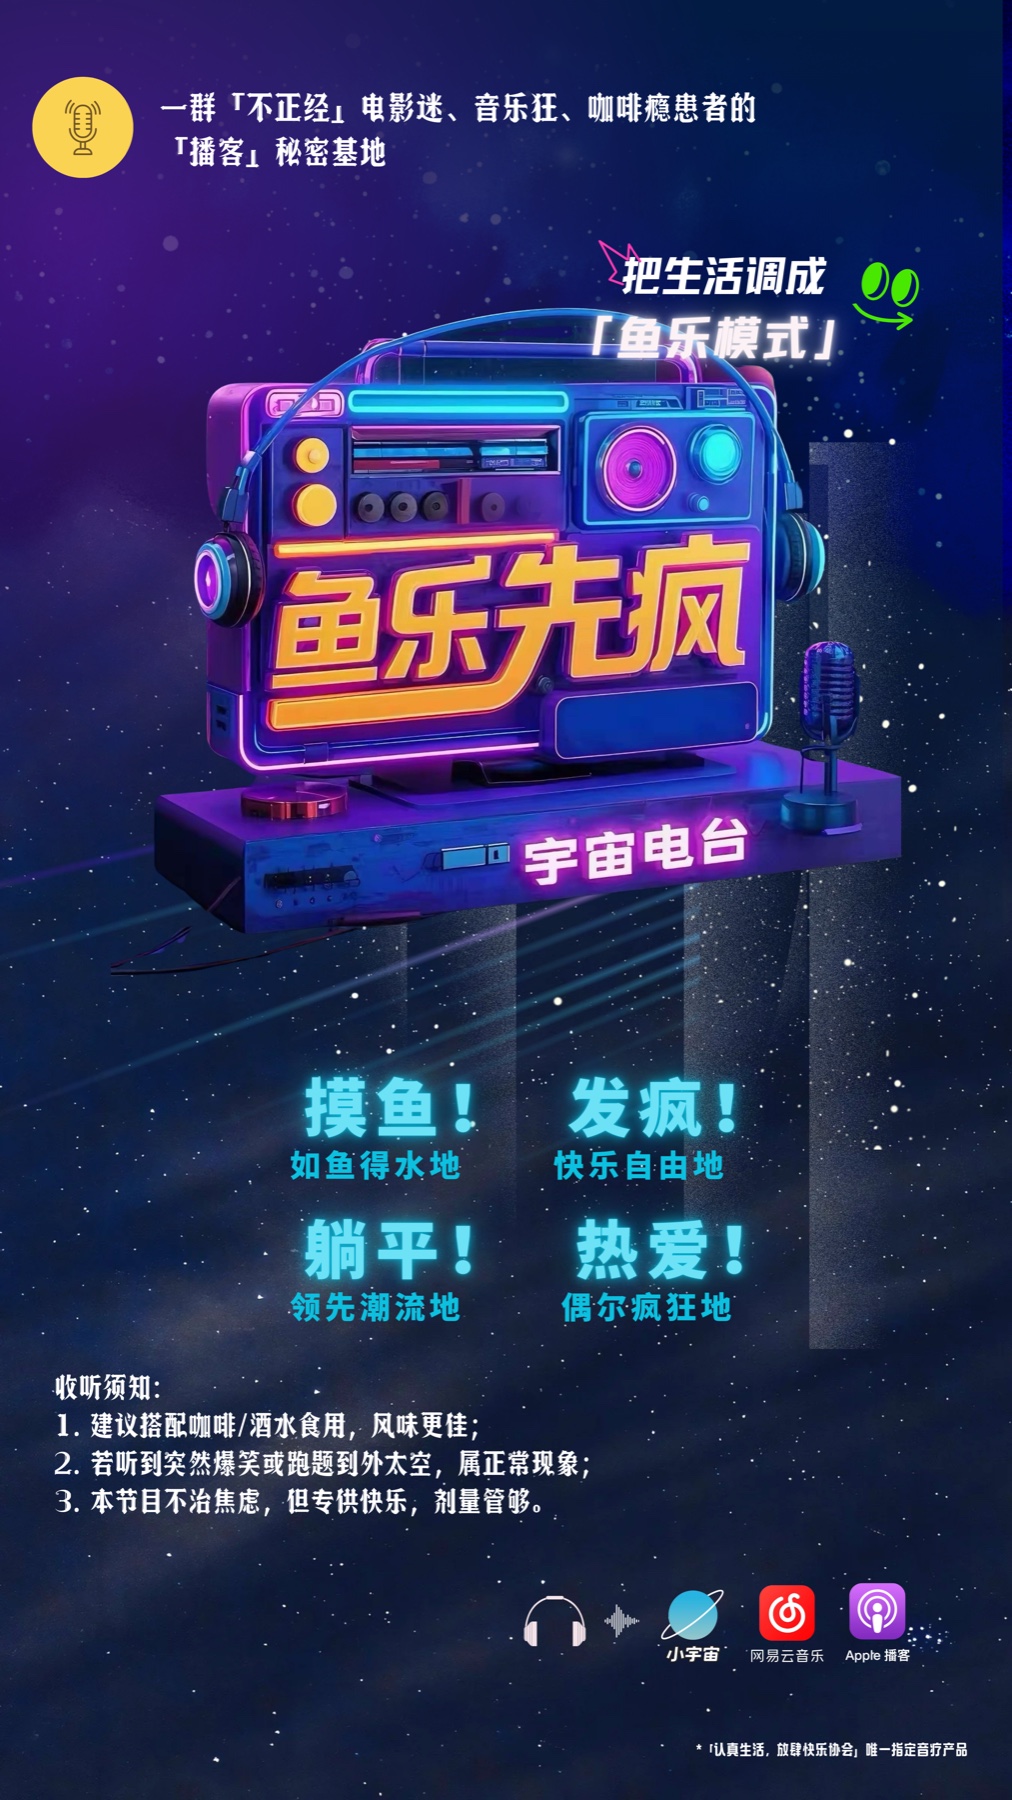 一群「不正经」电影迷、音乐狂、咖啡瘾患者的
「播客」秘密基地
把生活调成
「鱼乐模式」
鱼乐先疯
宇宙电台
摸鱼！ 发疯！
如鱼得水地 快乐自由地
躺平！ 热爱！
领先潮流地 偶尔疯狂地
收听须知：
1. 建议搭配咖啡/酒水食用，风味更佳；
2. 若听到突然爆笑或跑题到外太空，属正常现象；
3. 本节目不治焦虑，但专供快乐，剂量管够。
小宇宙 网易云音乐 Apple 播客
*「认真生活，放肆快乐协会」唯一指定音疗产品